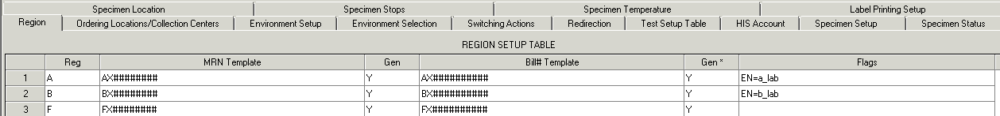 Specimen Location Specimen Stops Specimen Temperature Label Printing Setup
Region Ordering Locations/Collection Centers Environment Setup Environment Selection Switching Actions Redirection Test Setup Table HIS Account Specimen Setup Specimen Status
REGION SETUP TABLE
Reg MRN Template Gen Bill# Template Gen * Flags
1 A AX######## Y AX########## Y EN=a_lab
2 B BX######## Y BX########## Y EN=b_lab
3 F FX######## Y FX########## Y